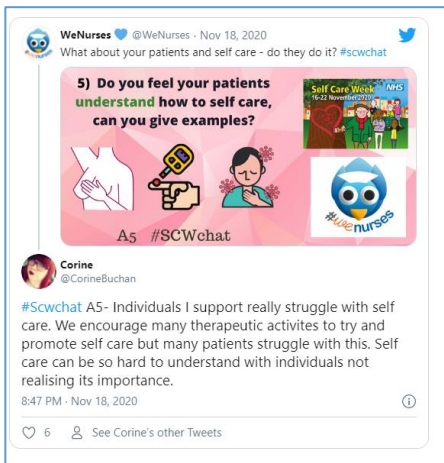 WeNurses 💙 @WeNurses · Nov 18, 2020
What about your patients and self care - do they do it? #scwchat
5) Do you feel your patients
understand how to self care,
can you give examples?
Self Care Week
16-22 November 2020
NHS
#wenurses
A5 #SCWchat
Corine
@CorineBuchan
#Scwchat A5- Individuals I support really struggle with self
care. We encourage many therapeutic activites to try and
promote self care but many patients struggle with this. Self
care can be so hard to understand with individuals not
realising its importance.
8:47 PM · Nov 18, 2020
6 See Corine's other Tweets